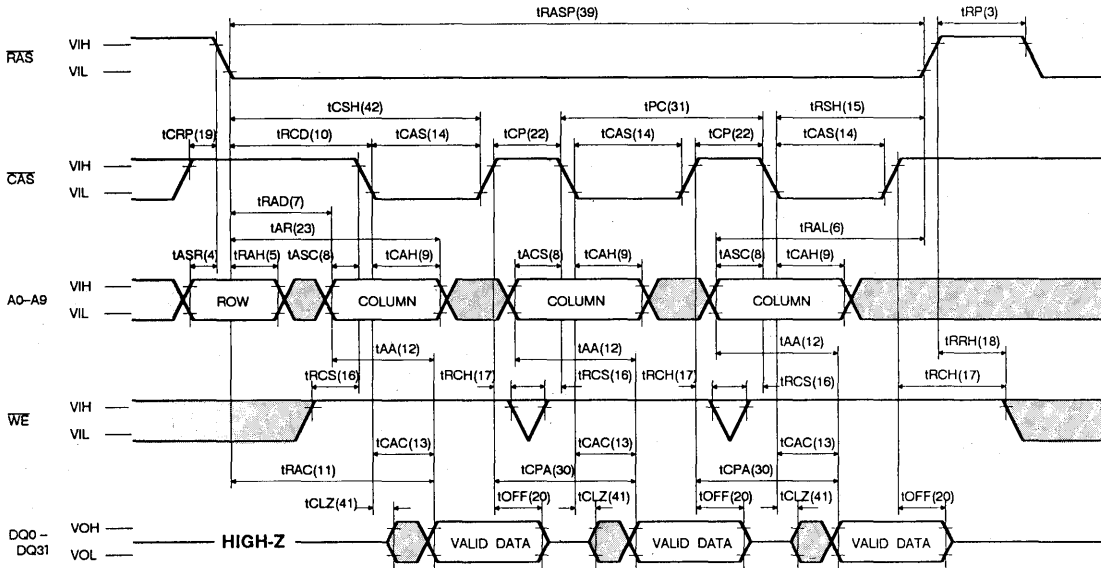 tRASP(39) tRP(3)
RAS VIH
VIL
tCSH(42) tPC(31) tRSH(15)
tCRP(19) tRCD(10) tCAS(14) tCP(22) tCAS(14) tCP(22) tCAS(14)
CAS VIH
VIL
tRAD(7)
tAR(23) tRAL(6)
tASR(4) tRAH(5) tASC(8) tCAH(9) tACS(8) tCAH(9) tASC(8) tCAH(9)
A0–A9 VIH
VIL
ROW COLUMN COLUMN COLUMN
tAA(12) tAA(12) tAA(12) tRRH(18)
tRCS(16) tRCH(17) tRCS(16) tRCH(17) tRCS(16) tRCH(17)
WE VIH
VIL
tCAC(13) tCAC(13) tCAC(13)
tRAC(11) tCPA(30) tCPA(30)
tCLZ(41) tOFF(20) tCLZ(41) tOFF(20) tCLZ(41) tOFF(20)
DQ0 – DQ31 VOH
VOL
HIGH-Z VALID DATA VALID DATA VALID DATA